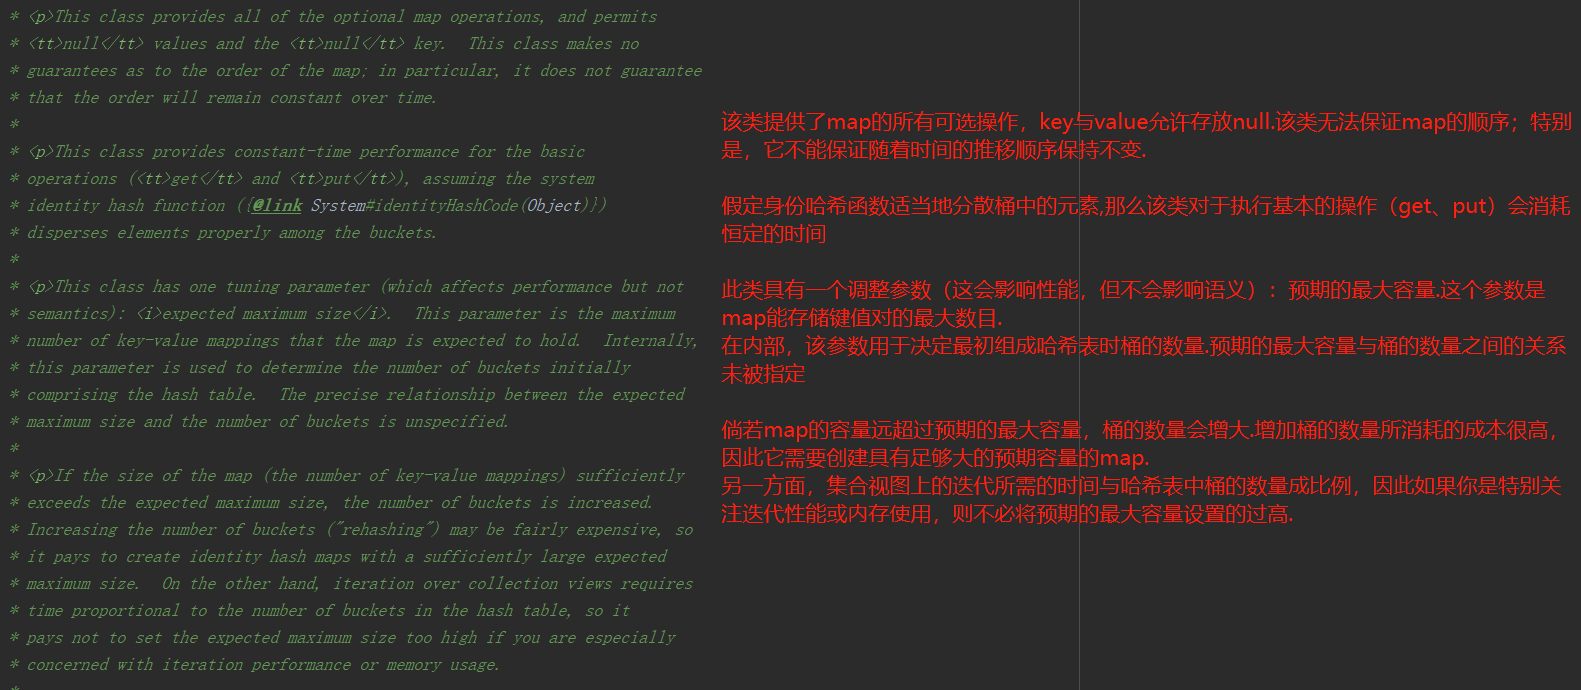 * <p>This class provides all of the optional map operations, and permits
* <tt>null</tt> values and the <tt>null</tt> key.  This class makes no
* guarantees as to the order of the map; in particular, it does not guarantee
* that the order will remain constant over time.
*
* <p>This class provides constant-time performance for the basic
* operations (<tt>get</tt> and <tt>put</tt>), assuming the system
* identity hash function ({@link System#identityHashCode(Object)})
* disperses elements properly among the buckets.
*
* <p>This class has one tuning parameter (which affects performance but not
* semantics): <i>expected maximum size</i>.  This parameter is the maximum
* number of key-value mappings that the map is expected to hold.  Internally,
* this parameter is used to determine the number of buckets initially
* comprising the hash table.  The precise relationship between the expected
* maximum size and the number of buckets is unspecified.
*
* <p>If the size of the map (the number of key-value mappings) sufficiently
* exceeds the expected maximum size, the number of buckets is increased.
* Increasing the number of buckets ("rehashing") may be fairly expensive, so
* it pays to create identity hash maps with a sufficiently large expected
* maximum size.  On the other hand, iteration over collection views requires
* time proportional to the number of buckets in the hash table, so it
* pays not to set the expected maximum size too high if you are especially
* concerned with iteration performance or memory usage.
*
该类提供了map的所有可选操作，key与value允许存放null.该类无法保证map的顺序；特别
是，它不能保证随着时间的推移顺序保持不变.
假定身份哈希函数适当地分散桶中的元素,那么该类对于执行基本的操作（get、put）会消耗
恒定的时间
此类具有一个调整参数（这会影响性能，但不会影响语义）：预期的最大容量.这个参数是
map能存储键值对的最大数目.
在内部，该参数用于决定最初组成哈希表时桶的数量.预期的最大容量与桶的数量之间的关系
未被指定
倘若map的容量远超过预期的最大容量，桶的数量会增大.增加桶的数量所消耗的成本很高，
因此它需要创建具有足够大的预期容量的map.
另一方面，集合视图上的迭代所需的时间与哈希表中桶的数量成比例，因此如果你是特别关
注迭代性能或内存使用，则不必将预期的最大容量设置的过高.